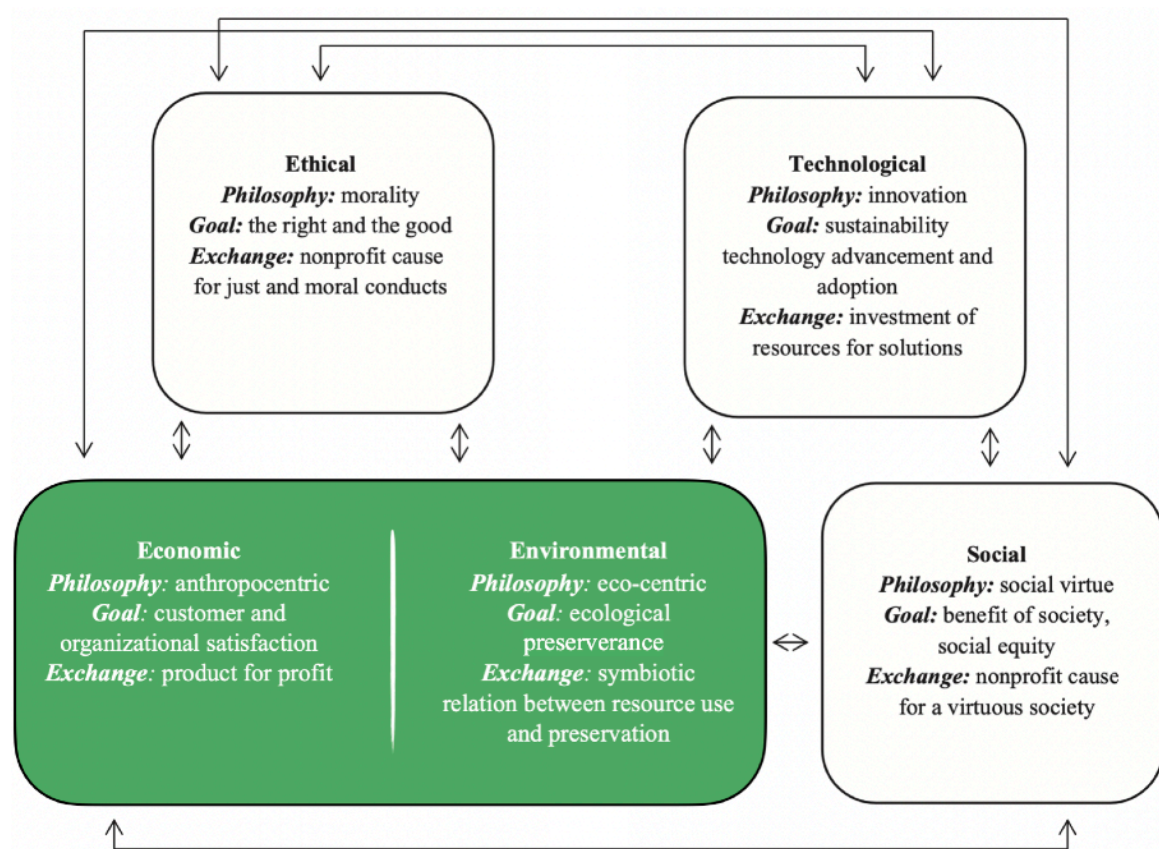 Ethical
Philosophy: morality
Goal: the right and the good
Exchange: nonprofit cause
for just and moral conducts
Technological
Philosophy: innovation
Goal: sustainability
technology advancement and
adoption
Exchange: investment of
resources for solutions
Economic
Philosophy: anthropocentric
Goal: customer and
organizational satisfaction
Exchange: product for profit
Environmental
Philosophy: eco-centric
Goal: ecological
preserverance
Exchange: symbiotic
relation between resource use
and preservation
Social
Philosophy: social virtue
Goal: benefit of society,
social equity
Exchange: nonprofit cause
for a virtuous society